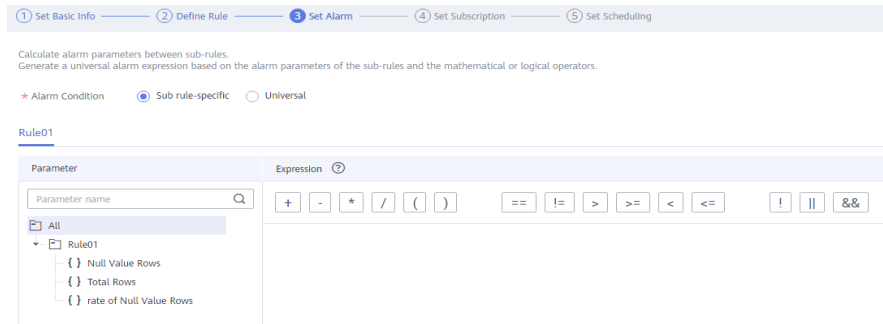 1 Set Basic Info 2 Define Rule 3 Set Alarm 4 Set Subscription 5 Set Scheduling
Calculate alarm parameters between sub-rules.
Generate a universal alarm expression based on the alarm parameters of the sub-rules and the mathematical or logical operators.
* Alarm Condition Sub rule-specific Universal
Rule01
Parameter Expression ?
Parameter name
+ - * / ( ) == != > >= < <= ! || &&
All
Rule01
{ } Null Value Rows
{ } Total Rows
{ } rate of Null Value Rows